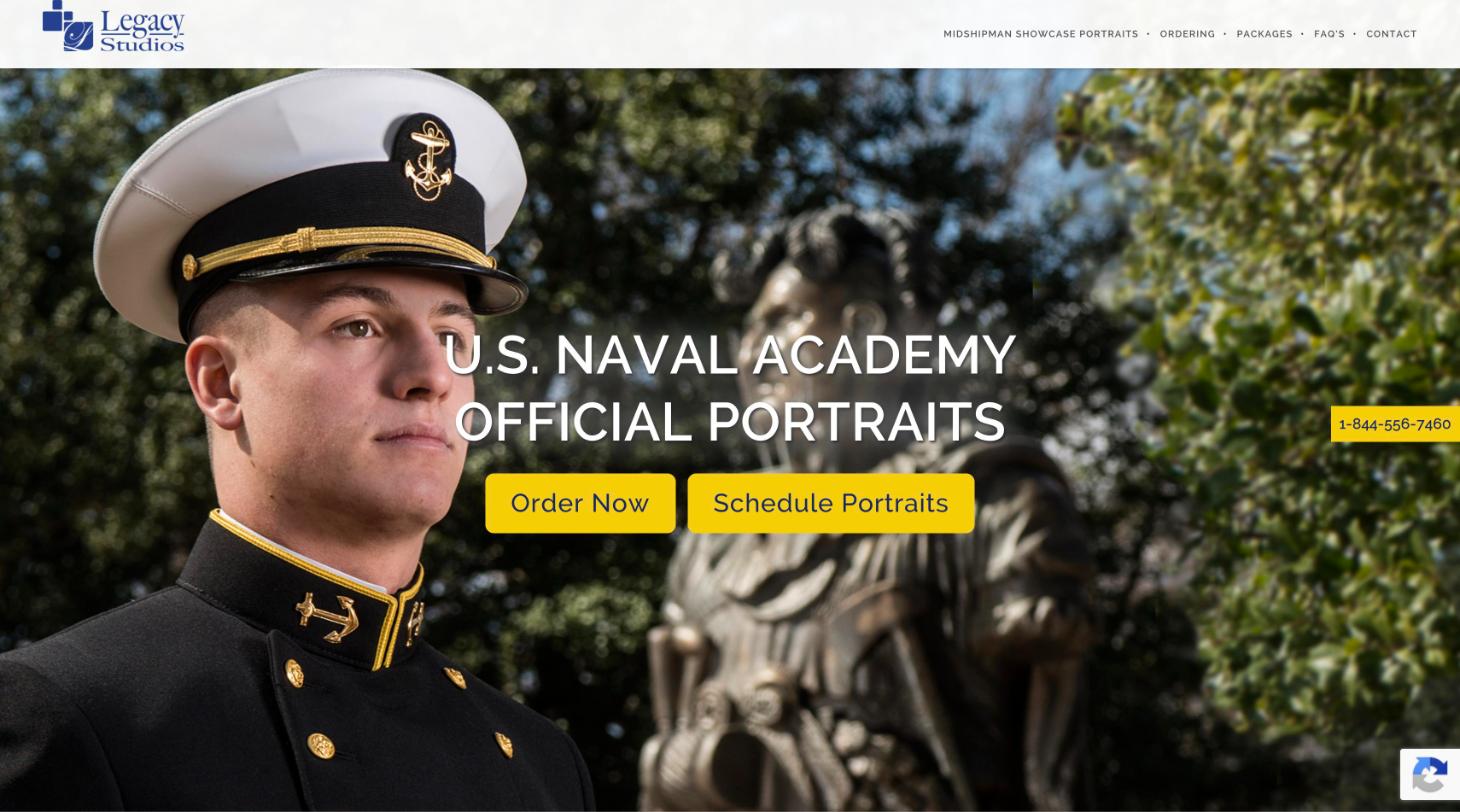 Legacy
Studios
MIDSHIPMAN SHOWCASE PORTRAITS • ORDERING • PACKAGES • FAQ'S • CONTACT
U.S. NAVAL ACADEMY
OFFICIAL PORTRAITS
1-844-556-7460
Order Now Schedule Portraits